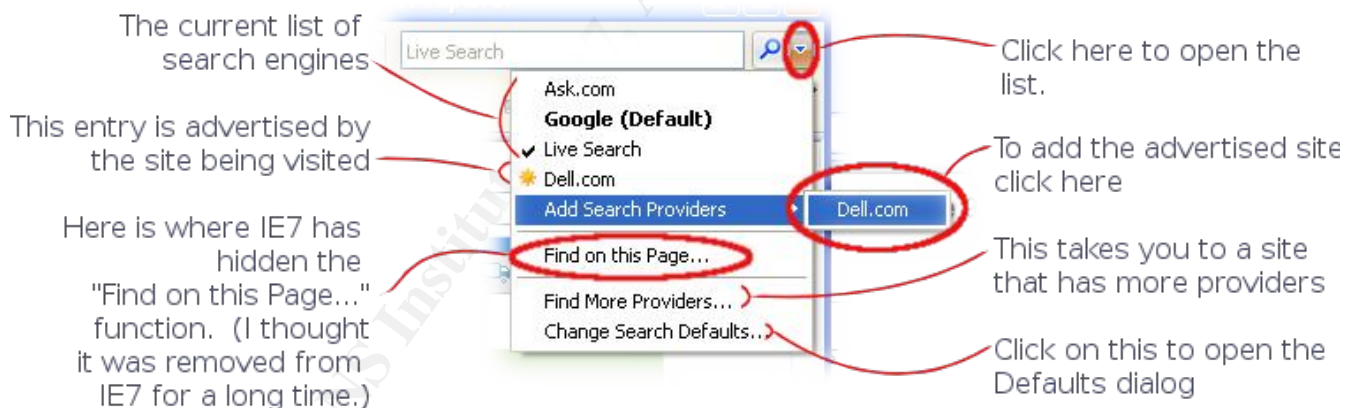 The current list of
search engines
This entry is advertised by
the site being visited
Here is where IE7 has
hidden the
"Find on this Page..."
function. (I thought
it was removed from
IE7 for a long time.)
Live Search
Ask.com
Google (Default)
Live Search
Dell.com
Add Search Providers
Dell.com
Find on this Page...
Find More Providers...
Change Search Defaults...
Click here to open the
list.
To add the advertised site
click here
This takes you to a site
that has more providers
Click on this to open the
Defaults dialog